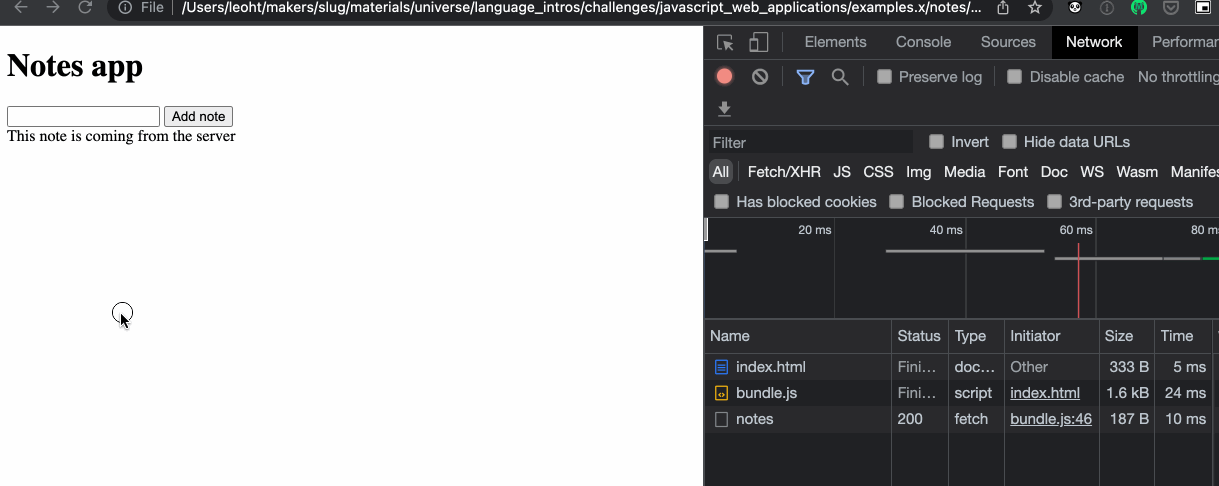 File /Users/leoht/makers/slug/materials/universe/language_intros/challenges/javascript_web_applications/examples.x/notes/...
Notes app
Add note
This note is coming from the server
Elements Console Sources Network Performar
Preserve log Disable cache No throttling
Filter Invert Hide data URLs
All Fetch/XHR JS CSS Img Media Font Doc WS Wasm Manifes
Has blocked cookies Blocked Requests 3rd-party requests
20 ms 40 ms 60 ms 80 ms
Name Status Type Initiator Size Time
index.html Fini... doc... Other 333 B 5 ms
bundle.js Fini... script index.html 1.6 kB 24 ms
notes 200 fetch bundle.js:46 187 B 10 ms